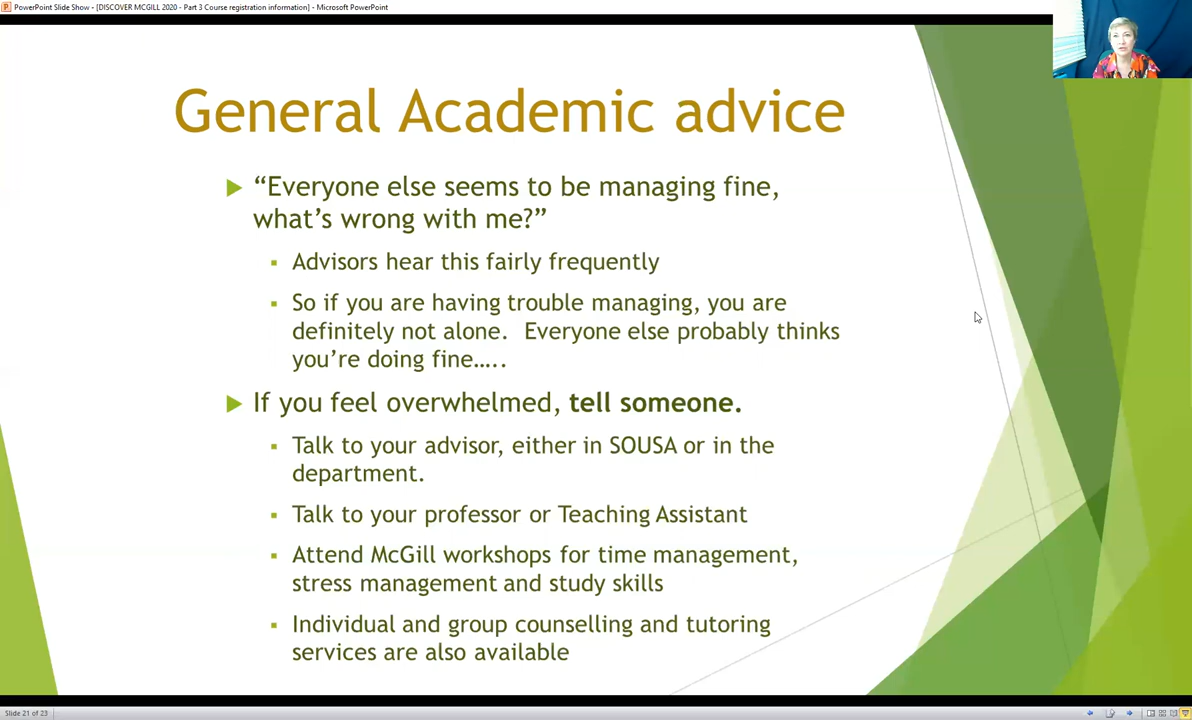 PowerPoint Slide Show - [DISCOVER MCGILL 2020 - Part 3 Course registration information] - Microsoft PowerPoint
General Academic advice
“Everyone else seems to be managing fine,
what’s wrong with me?”
Advisors hear this fairly frequently
So if you are having trouble managing, you are
definitely not alone.  Everyone else probably thinks
you’re doing fine…..
If you feel overwhelmed, tell someone.
Talk to your advisor, either in SOUSA or in the
department.
Talk to your professor or Teaching Assistant
Attend McGill workshops for time management,
stress management and study skills
Individual and group counselling and tutoring
services are also available
Slide 21 of 23